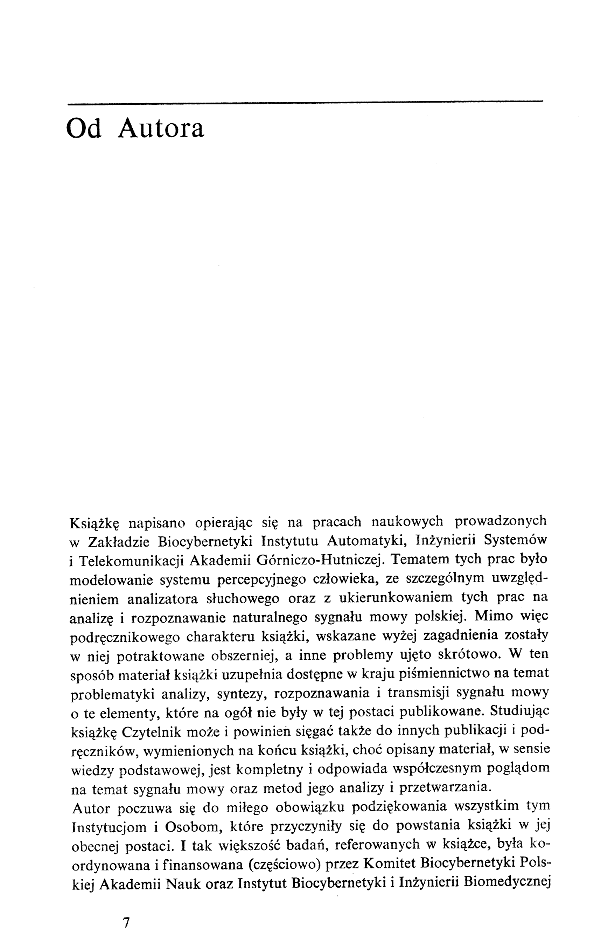 Od Autora
Książkę napisano opierając się na pracach naukowych prowadzonych
w Zakładzie Biocybernetyki Instytutu Automatyki, Inżynierii Systemów
i Telekomunikacji Akademii Górniczo-Hutniczej. Tematem tych prac było
modelowanie systemu percepcyjnego człowieka, ze szczególnym uwzględ-
nieniem analizatora słuchowego oraz z ukierunkowaniem tych prac na
analizę i rozpoznawanie naturalnego sygnału mowy polskiej. Mimo więc
podręcznikowego charakteru książki, wskazane wyżej zagadnienia zostały
w niej potraktowane obszerniej, a inne problemy ujęto skrótowo. W ten
sposób materiał książki uzupełnia dostępne w kraju piśmiennictwo na temat
problematyki analizy, syntezy, rozpoznawania i transmisji sygnału mowy
o te elementy, które na ogół nie były w tej postaci publikowane. Studiując
książkę Czytelnik może i powinien sięgać także do innych publikacji i pod-
ręczników, wymienionych na końcu książki, choć opisany materiał, w sensie
wiedzy podstawowej, jest kompletny i odpowiada współczesnym poglądom
na temat sygnału mowy oraz metod jego analizy i przetwarzania.
Autor poczuwa się do miłego obowiązku podziękowania wszystkim tym
Instytucjom i Osobom, które przyczyniły się do powstania książki w jej
obecnej postaci. I tak większość badań, referowanych w książce, była ko-
ordynowana i finansowana (częściowo) przez Komitet Biocybernetyki Pols-
kiej Akademii Nauk oraz Instytut Biocybernetyki i Inżynierii Biomedycznej
7